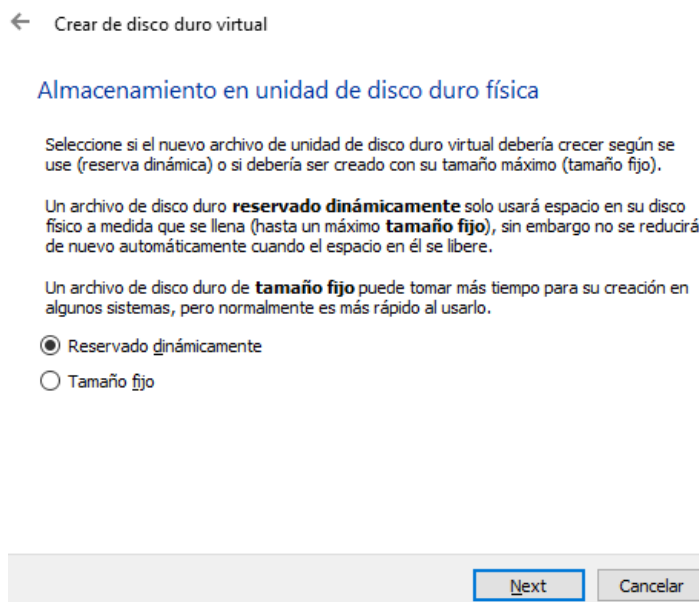 Crear de disco duro virtual
Almacenamiento en unidad de disco duro física
Seleccione si el nuevo archivo de unidad de disco duro virtual debería crecer según se
use (reserva dinámica) o si debería ser creado con su tamaño máximo (tamaño fijo).
Un archivo de disco duro reservado dinámicamente solo usará espacio en su disco
físico a medida que se llena (hasta un máximo tamaño fijo), sin embargo no se reducirá
de nuevo automáticamente cuando el espacio en él se libere.
Un archivo de disco duro de tamaño fijo puede tomar más tiempo para su creación en
algunos sistemas, pero normalmente es más rápido al usarlo.
Reservado dinámicamente
Tamaño fijo
Next Cancelar